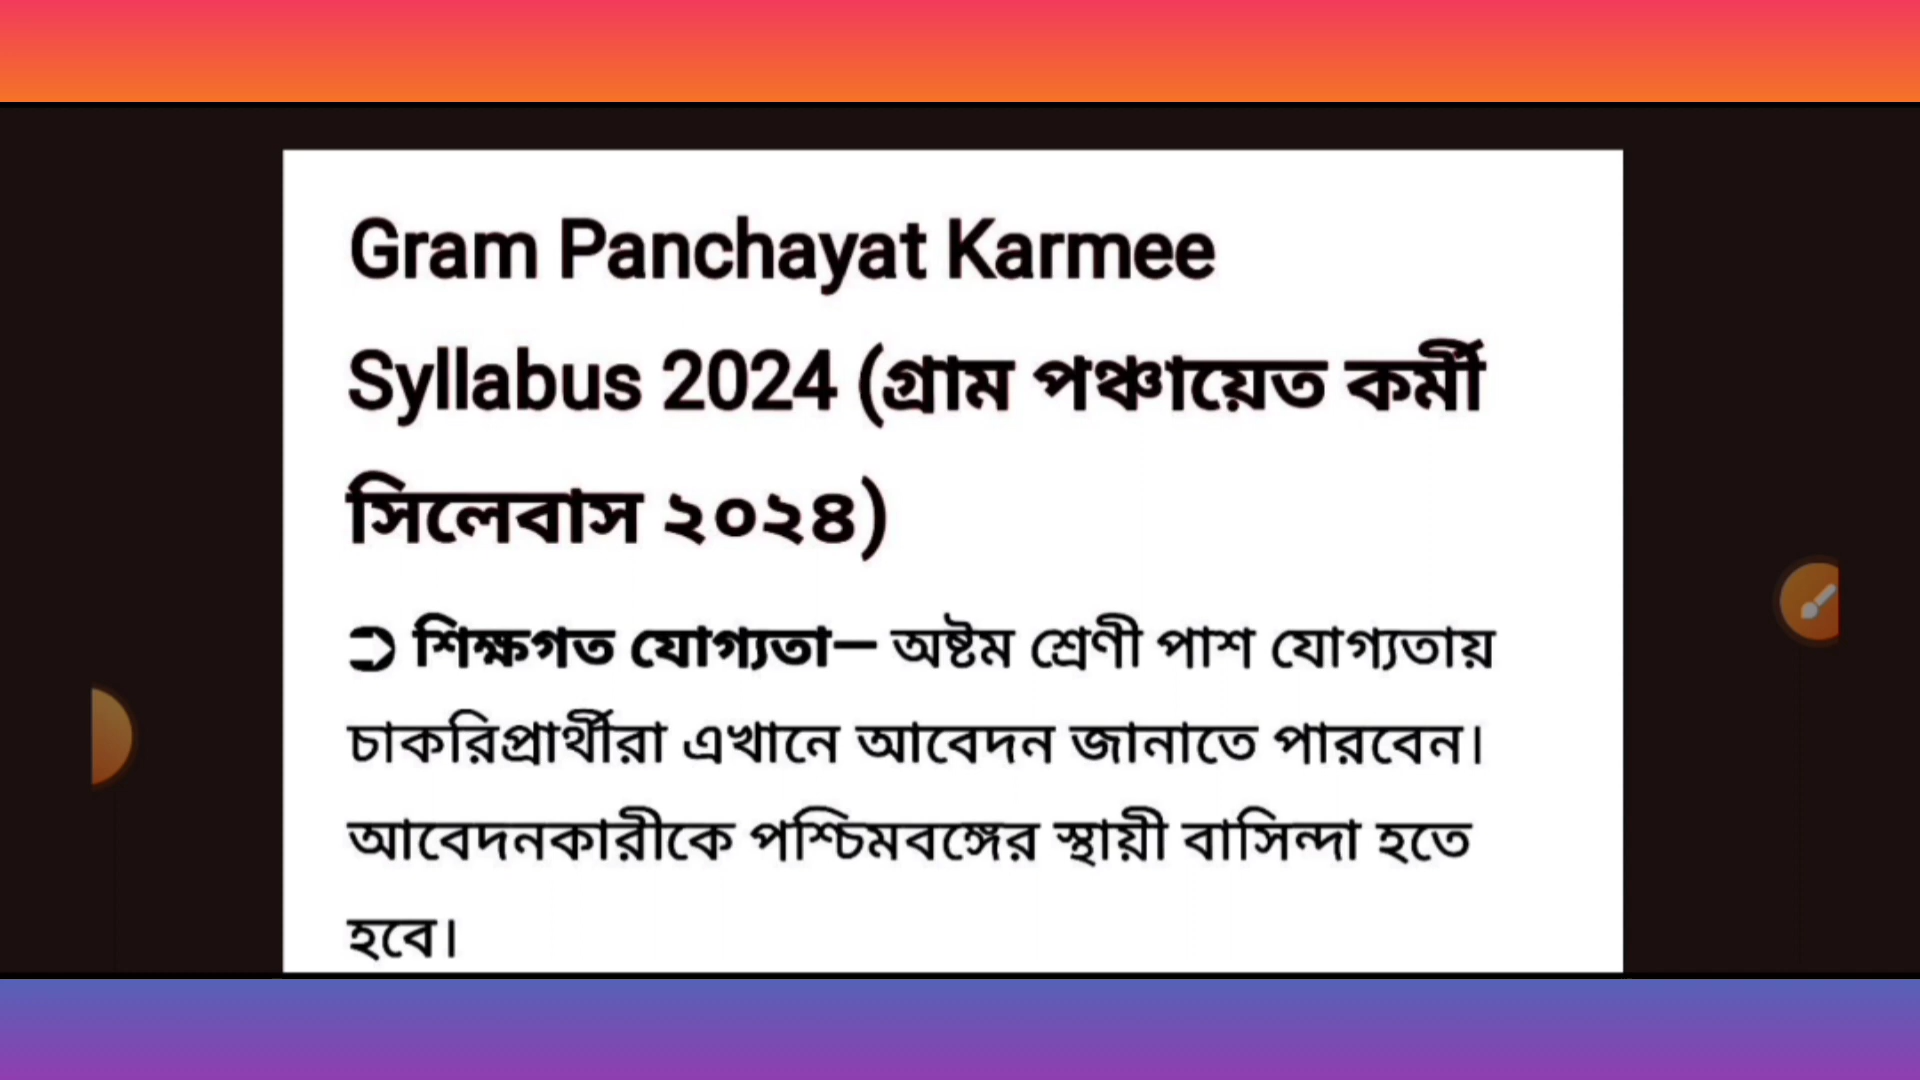 Gram Panchayat Karmee
Syllabus 2024 (গ্রাম পঞ্চায়েত কর্মী
সিলেবাস ২০২৪)
➲ শিক্ষগত যোগ্যতা— অষ্টম শ্রেণী পাশ যোগ্যতায়
চাকরিপ্রার্থীরা এখানে আবেদন জানাতে পারবেন।
আবেদনকারীকে পশ্চিমবঙ্গের স্থায়ী বাসিন্দা হতে
হবে।